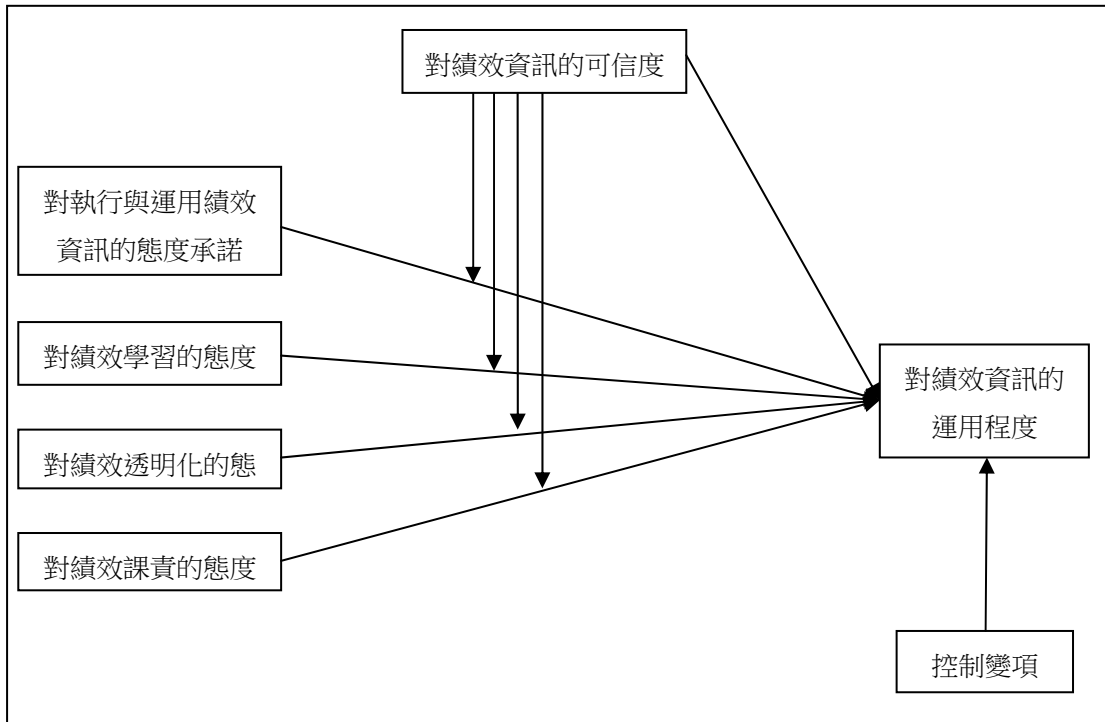 對績效資訊的可信度
對執行與運用績效
資訊的態度承諾
對績效學習的態度
對績效透明化的態
對績效課責的態度
對績效資訊的
運用程度
控制變項